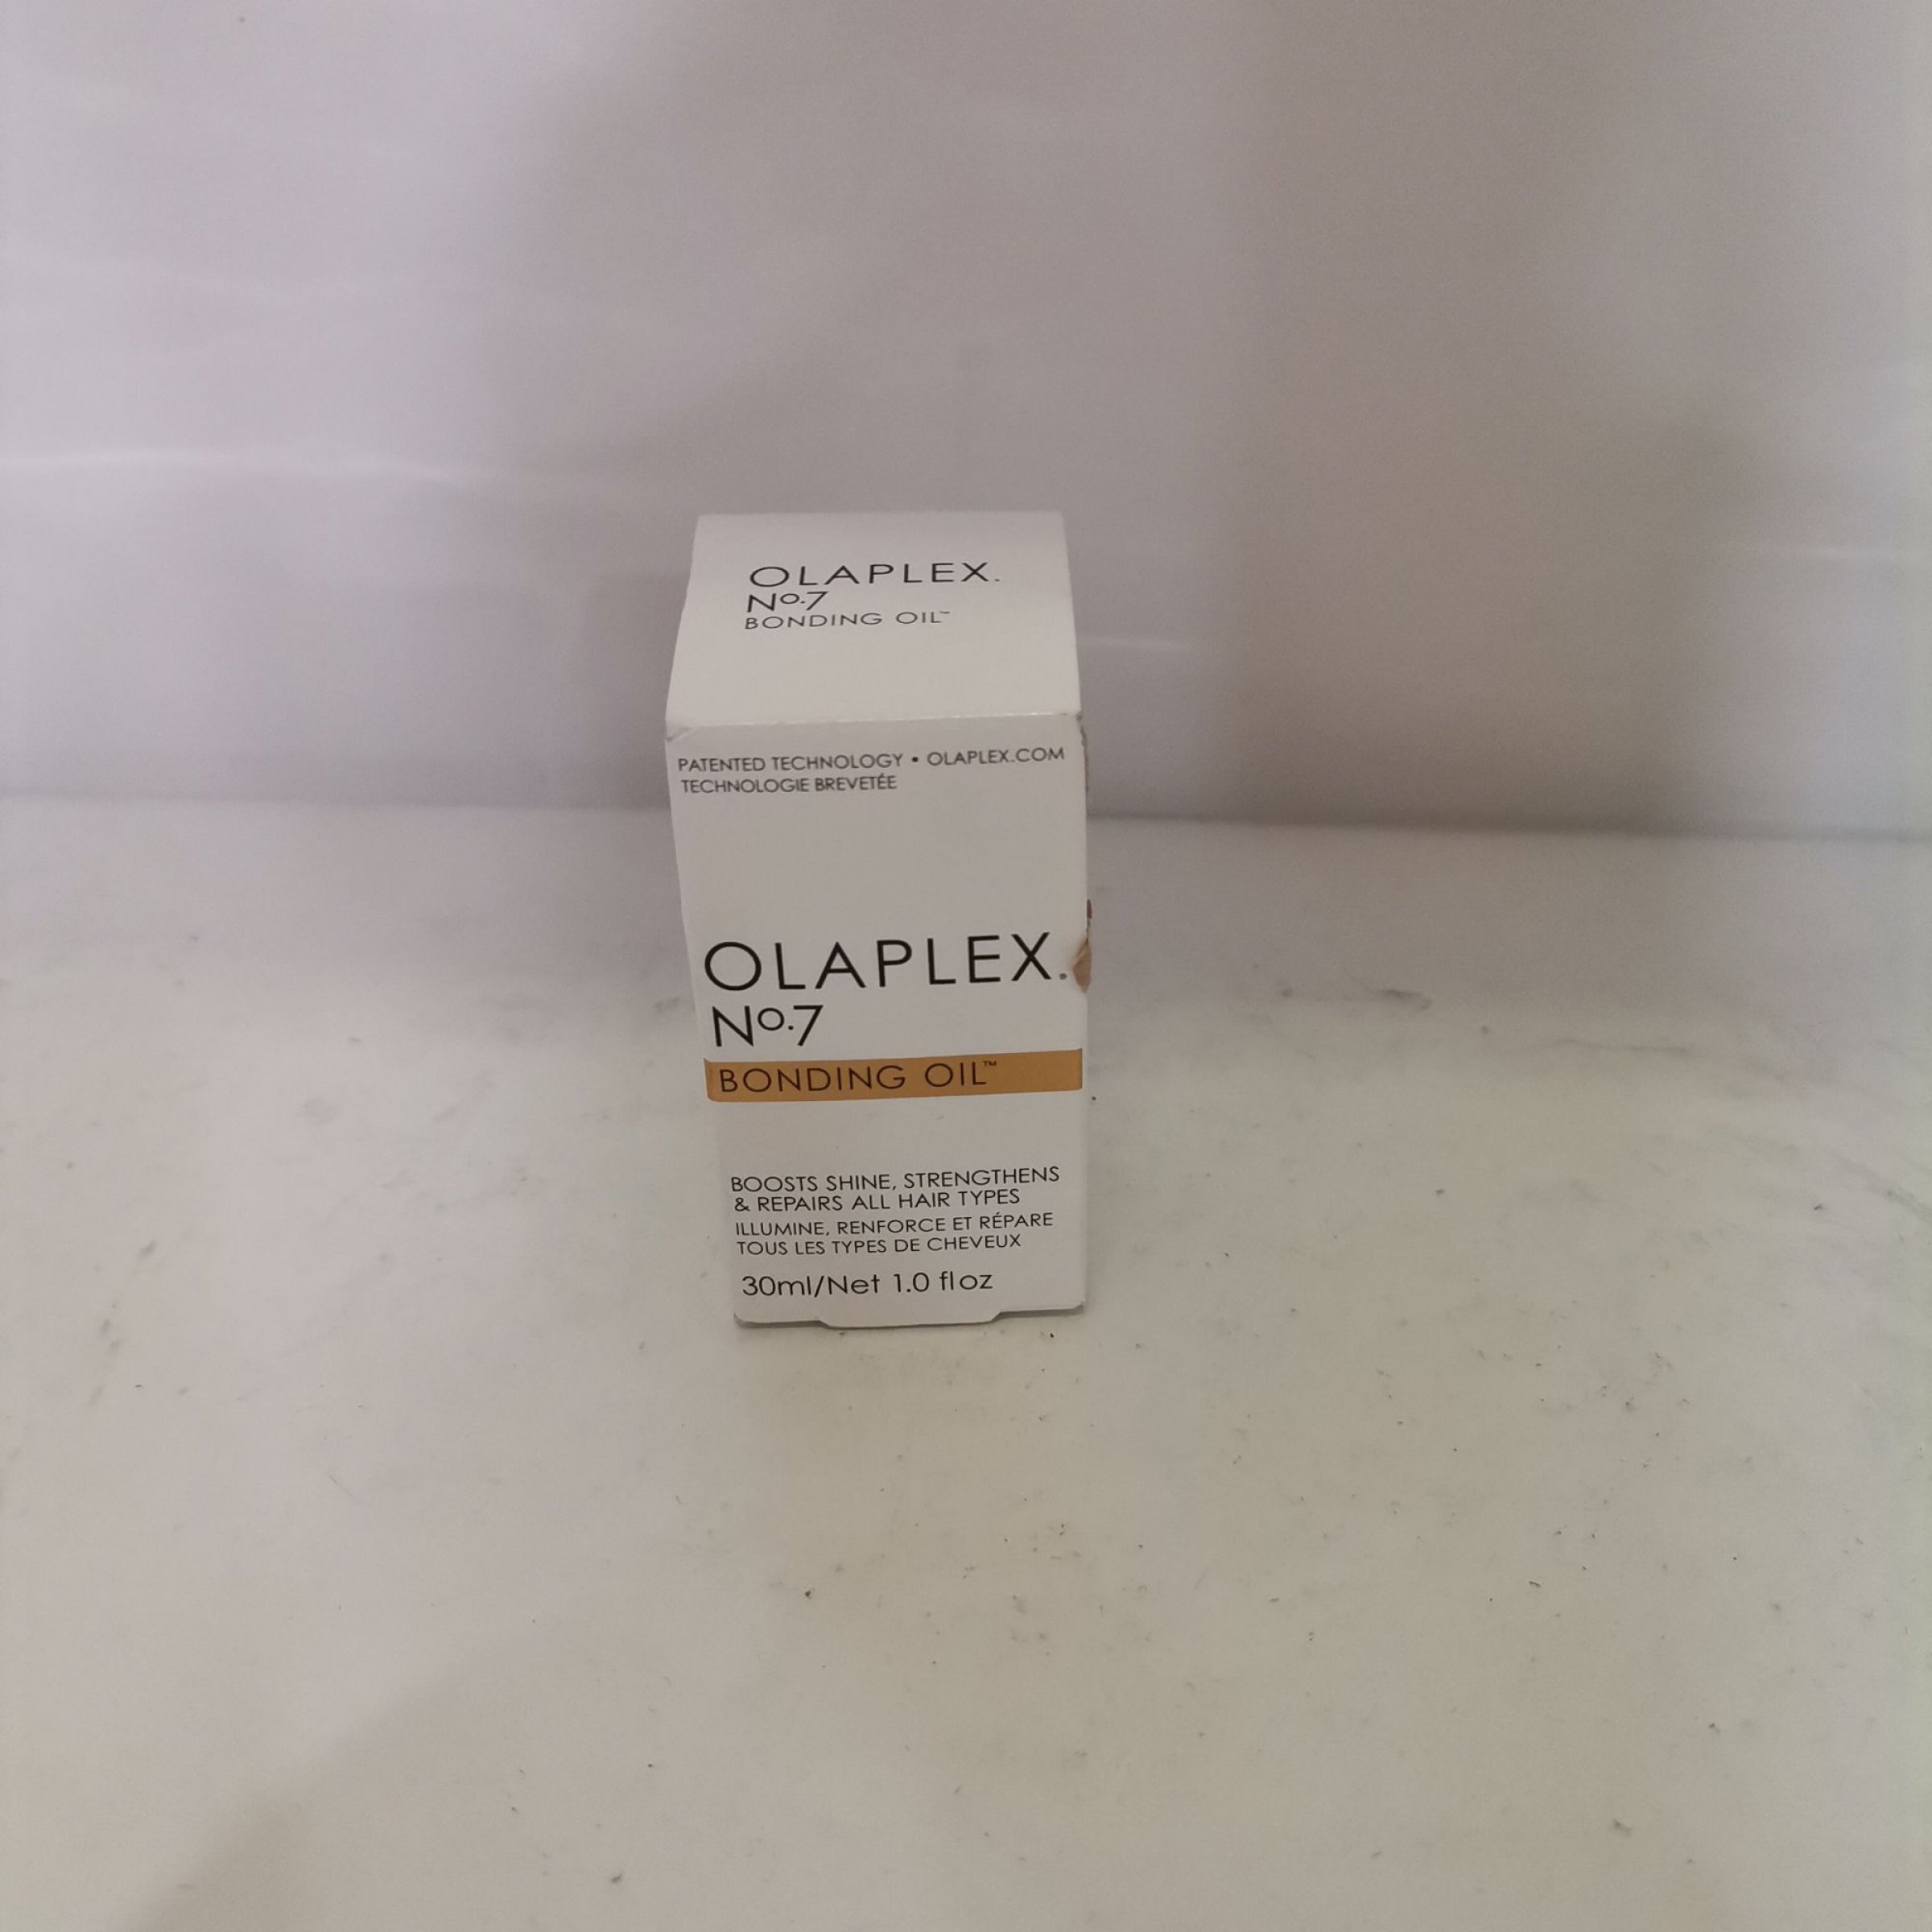 OLAPLEX.
Nº.7
BONDING OIL™
PATENTED TECHNOLOGY • OLAPLEX.COM
TECHNOLOGIE BREVETÉE
OLAPLEX.
Nº.7
BONDING OIL™
BOOSTS SHINE, STRENGTHENS
& REPAIRS ALL HAIR TYPES
ILLUMINE, RENFORCE ET RÉPARE
TOUS LES TYPES DE CHEVEUX
30ml/Net 1.0 fl oz